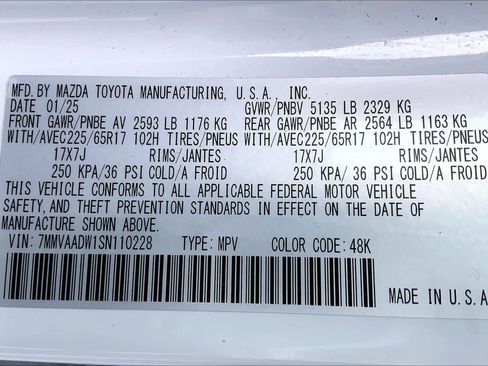 MFD. BY MAZDA TOYOTA MANUFACTURING, U.S.A., INC.
DATE 01/25 GVWR/PNBV 5135 LB 2329 KG
FRONT GAWR/PNBE AV 2593 LB 1176 KG REAR GAWR/PNBE AR 2564 LB 1163 KG
WITH/AVEC225/65R17 102H TIRES/PNEUS WITH/AVEC225/65R17 102H TIRES/PNEUS
17X7J RIMS/JANTES 17X7J RIMS/JANTES
250 KPA/36 PSI COLD/A FROID 250 KPA/36 PSI COLD/A FROID
THIS VEHICLE CONFORMS TO ALL APPLICABLE FEDERAL MOTOR VEHICLE
SAFETY, AND THEFT PREVENTION STANDARDS IN EFFECT ON THE DATE OF
MANUFACTURE SHOWN ABOVE.
VIN: 7MMVAADW1SN110228 TYPE: MPV COLOR CODE: 48K
MADE IN U.S.A